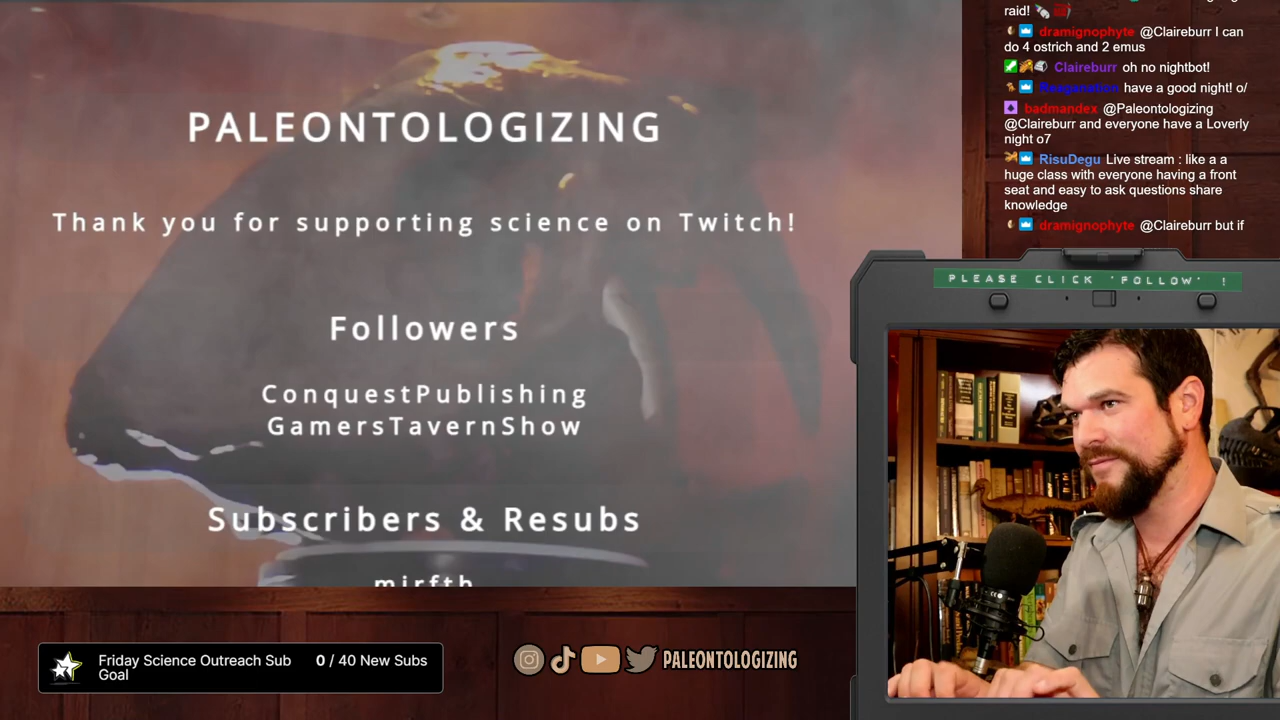 PALEONTOLOGIZING
Thank you for supporting science on Twitch!
Followers
ConquestPublishing
GamersTavernShow
Subscribers & Resubs
mirfth
Friday Science Outreach Sub
Goal
0 / 40 New Subs
PALEONTOLOGIZING
raid!
dramignophyte @Claireburr I can
do 4 ostrich and 2 emus
Claireburr oh no nightbot!
Reaganation have a good night! o/
badmandex @Paleontologizing
@Claireburr and everyone have a Loverly
night o7
RisuDegu Live stream : like a a
huge class with everyone having a front
seat and easy to ask questions share
knowledge
dramignophyte @Claireburr but if
PLEASE CLICK 'FOLLOW' !